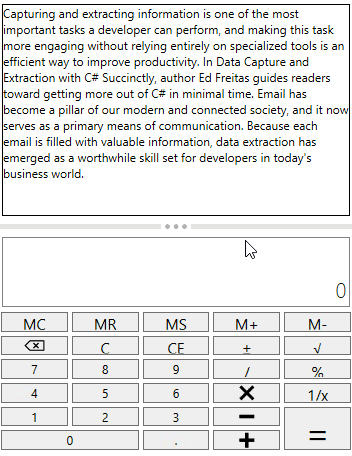 Capturing and extracting information is one of the most
important tasks a developer can perform, and making this task
more engaging without relying entirely on specialized tools is an
efficient way to improve productivity. In Data Capture and
Extraction with C# Succinctly, author Ed Freitas guides readers
toward getting more out of C# in minimal time. Email has
become a pillar of our modern and connected society, and it now
serves as a primary means of communication. Because each
email is filled with valuable information, data extraction has
emerged as a worthwhile skill set for developers in today's
business world.
0
MC MR MS M+ M-
C CE ± √
7 8 9 / %
4 5 6 × 1/x
1 2 3 −
0 . + =